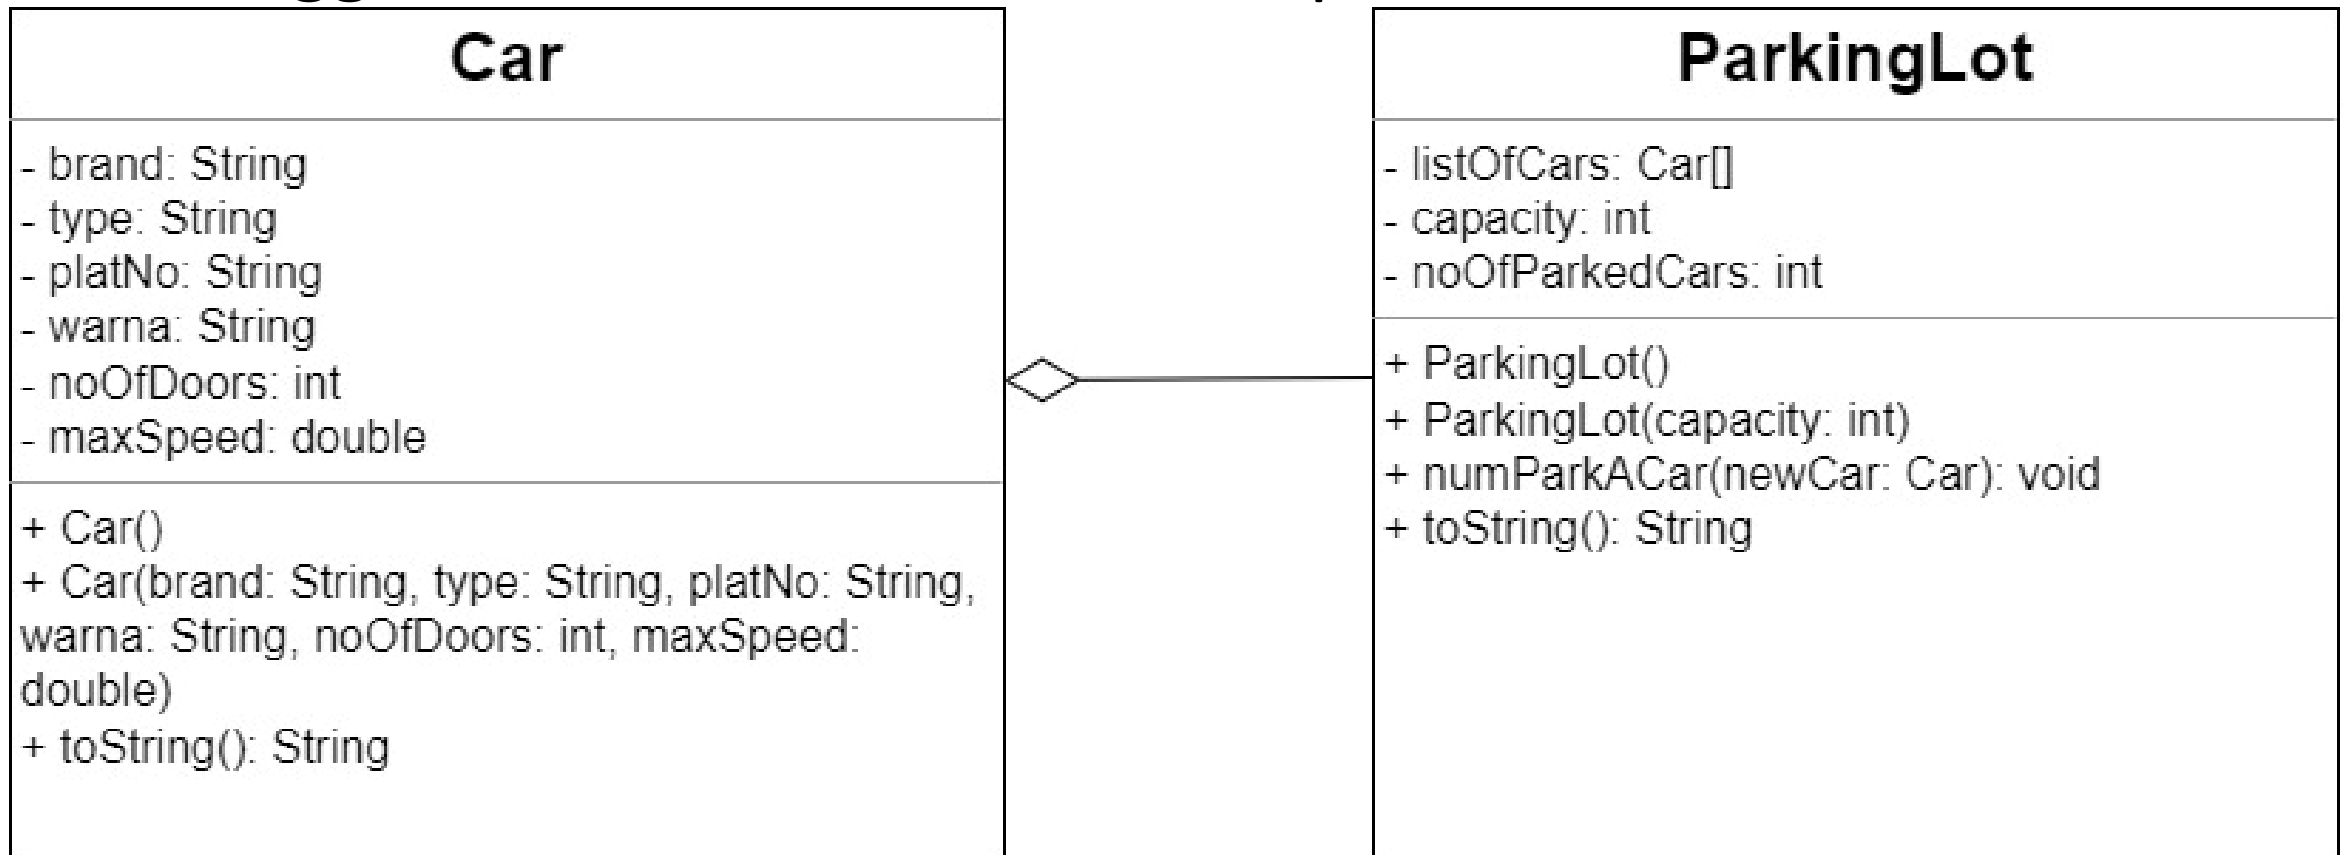 Car
- brand: String
- type: String
- platNo: String
- warna: String
- noOfDoors: int
- maxSpeed: double
+ Car()
+ Car(brand: String, type: String, platNo: String,
warna: String, noOfDoors: int, maxSpeed:
double)
+ toString(): String
ParkingLot
- listOfCars: Car[]
- capacity: int
- noOfParkedCars: int
+ ParkingLot()
+ ParkingLot(capacity: int)
+ numParkACar(newCar: Car): void
+ toString(): String